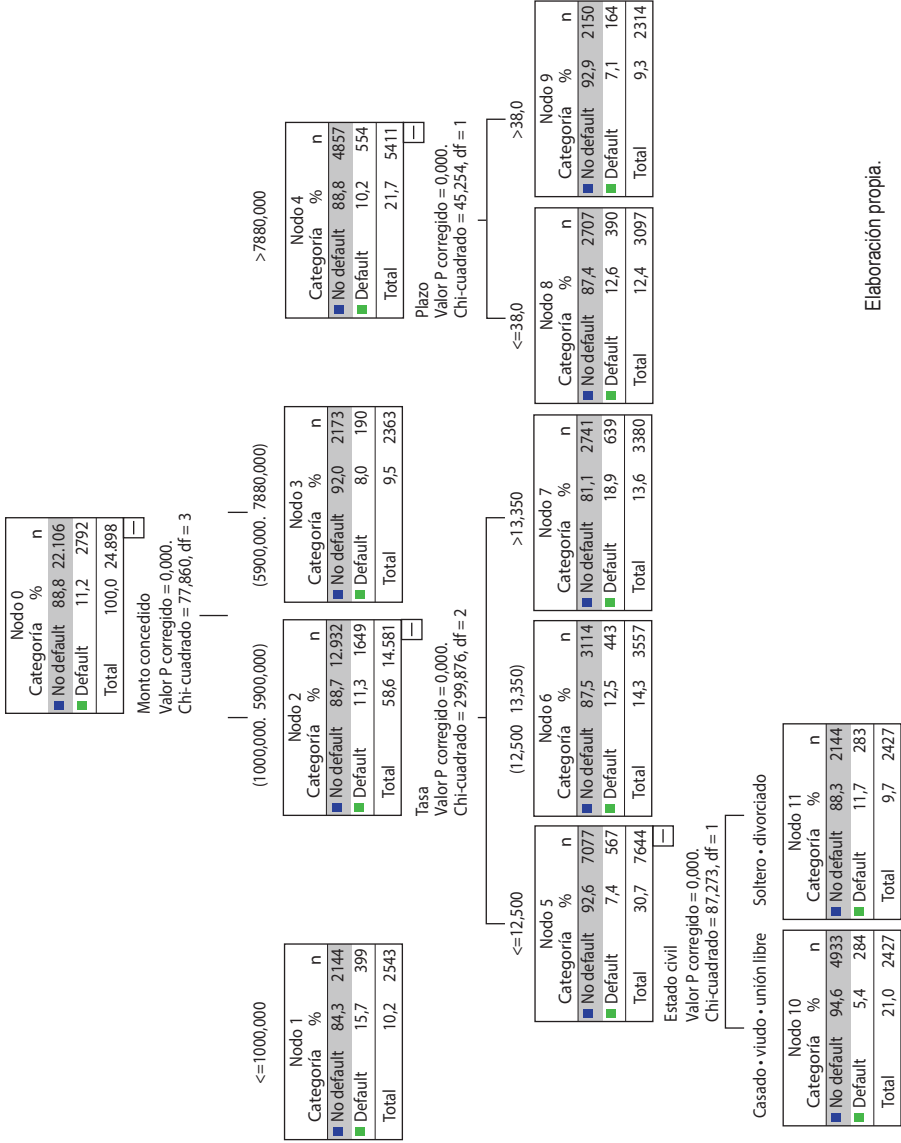 Nodo 0
Categoría % n
No default 88,8 22.106
Default 11,2 2792
Total 100,0 24.898
Monto concedido
Valor P corregido = 0,000.
Chi- cuadrado = 77,860, df = 3
<=1000,000
Nodo 1
Categoría % n
No default 84,3 2144
Default 15,7 399
Total 10,2 2543
(1000,000. 5900,000)
Nodo 2
Categoría % n
No default 88,7 12.932
Default 11,3 1649
Total 58,6 14.581
Tasa
Valor P corregido = 0,000.
Chi-cuadrado = 299,876, df = 2
(5900,000. 7880,000)
Nodo 3
Categoría % n
No default 92,0 2173
Default 8,0 190
Total 9,5 2363
>7880,000
Nodo 4
Categoría % n
No default 88,8 4857
Default 10,2 554
Total 21,7 5411
Plazo
Valor P corregido = 0,000.
Chi-cuadrado = 45,254, df = 1
<=12,500
Nodo 5
Categoría % n
No default 92,6 7077
Default 7,4 567
Total 30,7 7644
Estado civil
Valor P corregido = 0,000.
Chi-cuadrado = 87,273, df = 1
(12,500 13,350)
Nodo 6
Categoría % n
No default 87,5 3114
Default 12,5 443
Total 14,3 3557
>13,350
Nodo 7
Categoría % n
No default 81,1 2741
Default 18,9 639
Total 13,6 3380
<=38,0
Nodo 8
Categoría % n
No default 87,4 2707
Default 12,6 390
Total 12,4 3097
>38,0
Nodo 9
Categoría % n
No default 92,9 2150
Default 7,1 164
Total 9,3 2314
Casado • viudo • unión libre
Nodo 10
Categoría % n
No default 94,6 4933
Default 5,4 284
Total 21,0 2427
Soltero • divorciado
Nodo 11
Categoría % n
No default 88,3 2144
Default 11,7 283
Total 9,7 2427
Elaboración propia.